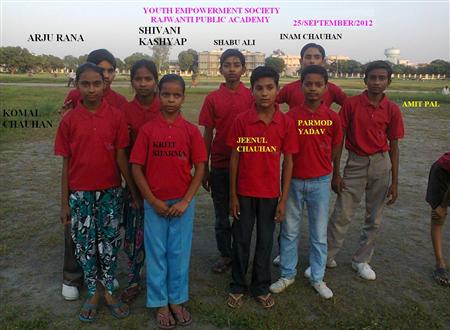 YOUTH EMPOWERMENT SOCIETY
RAJWANTI PUBLIC ACADEMY
25/SEPTEMBER/2012
ARJU RANA
SHIVANI
KASHYAP
SHABU ALI
INAM CHAUHAN
KOMAL
CHAUHAN
KRITI
SHARMA
JEENUL
CHAUHAN
PARMOD
YADAV
AMIT-PAL